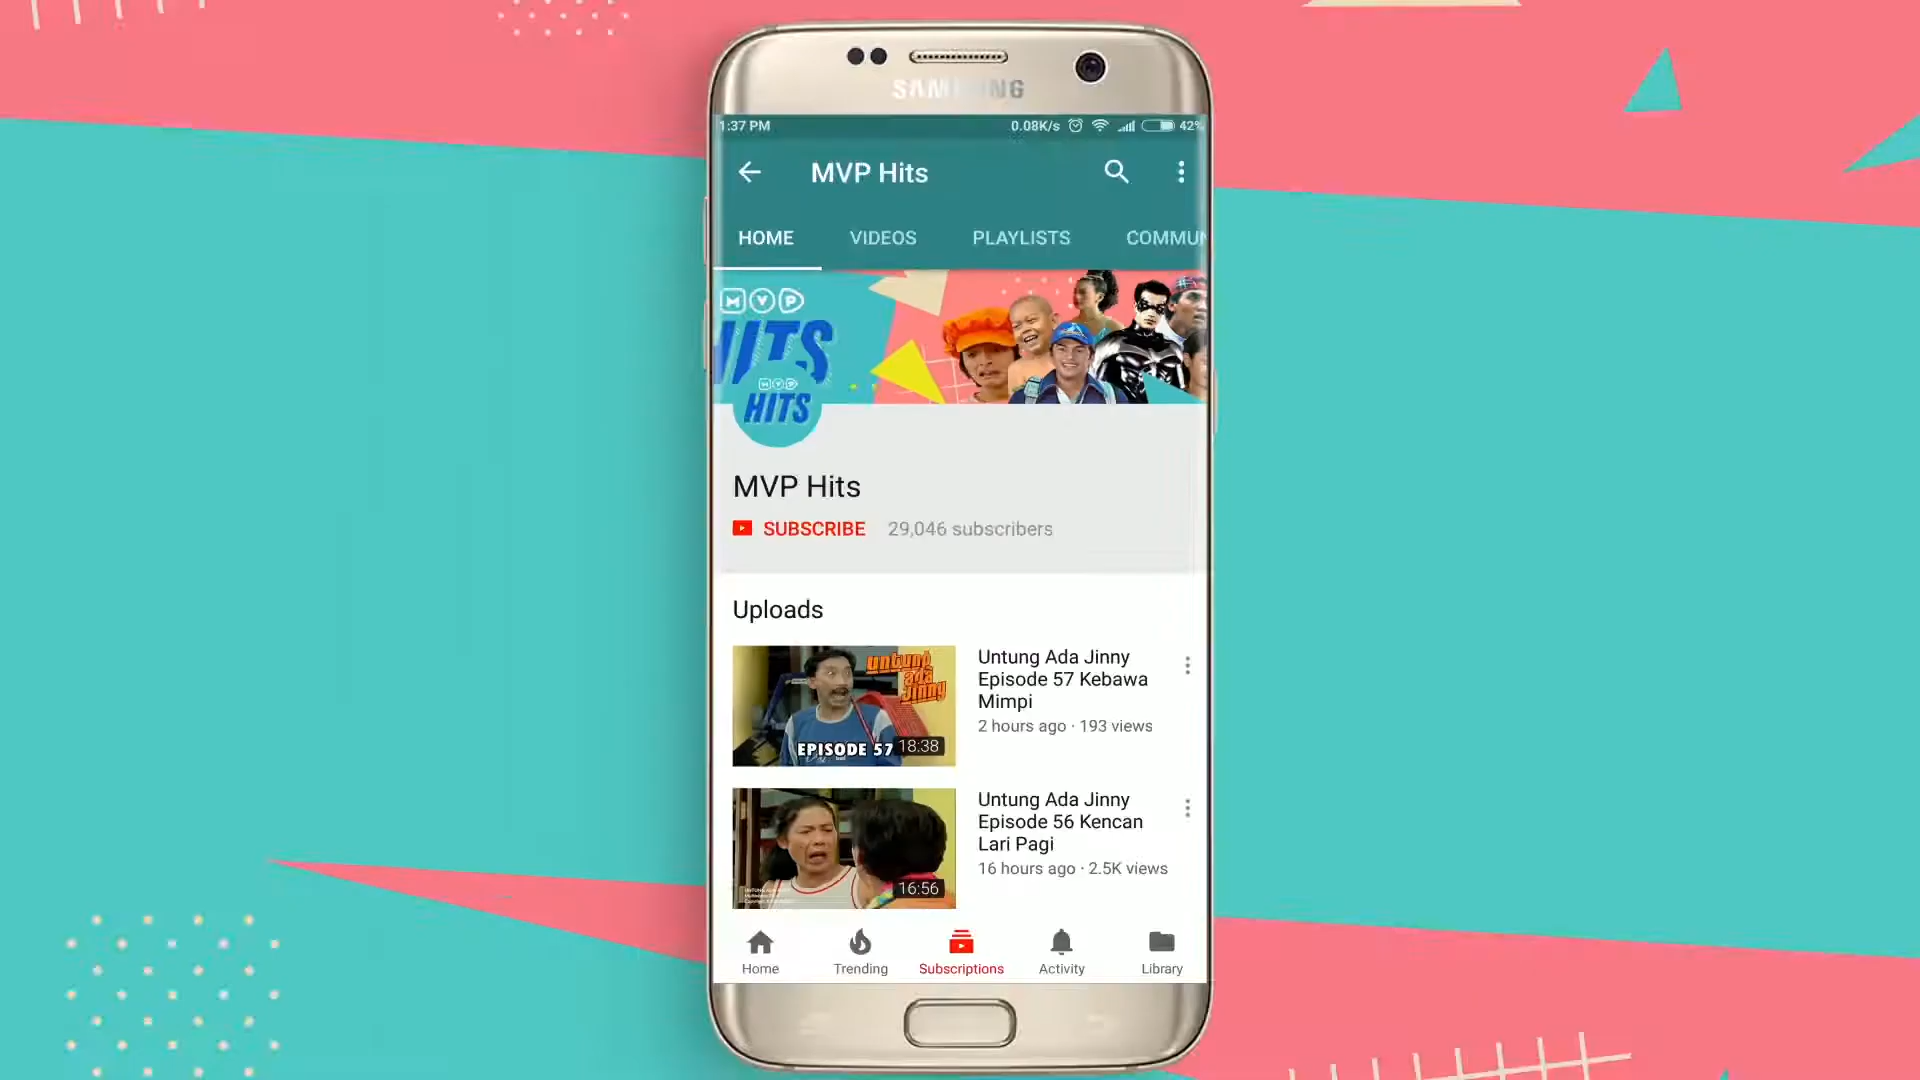 SAMSUNG
1:37 PM 0.08K/s 42%
MVP Hits
HOME VIDEOS PLAYLISTS COMMUN
MVP
HITS
MVP
HITS
MVP Hits
SUBSCRIBE 29,046 subscribers
Uploads
untung
ada
jinny
EPISODE 57 18:38
Untung Ada Jinny
Episode 57 Kebawa
Mimpi
2 hours ago · 193 views
16:56
Untung Ada Jinny
Episode 56 Kencan
Lari Pagi
16 hours ago · 2.5K views
Home Trending Subscriptions Activity Library